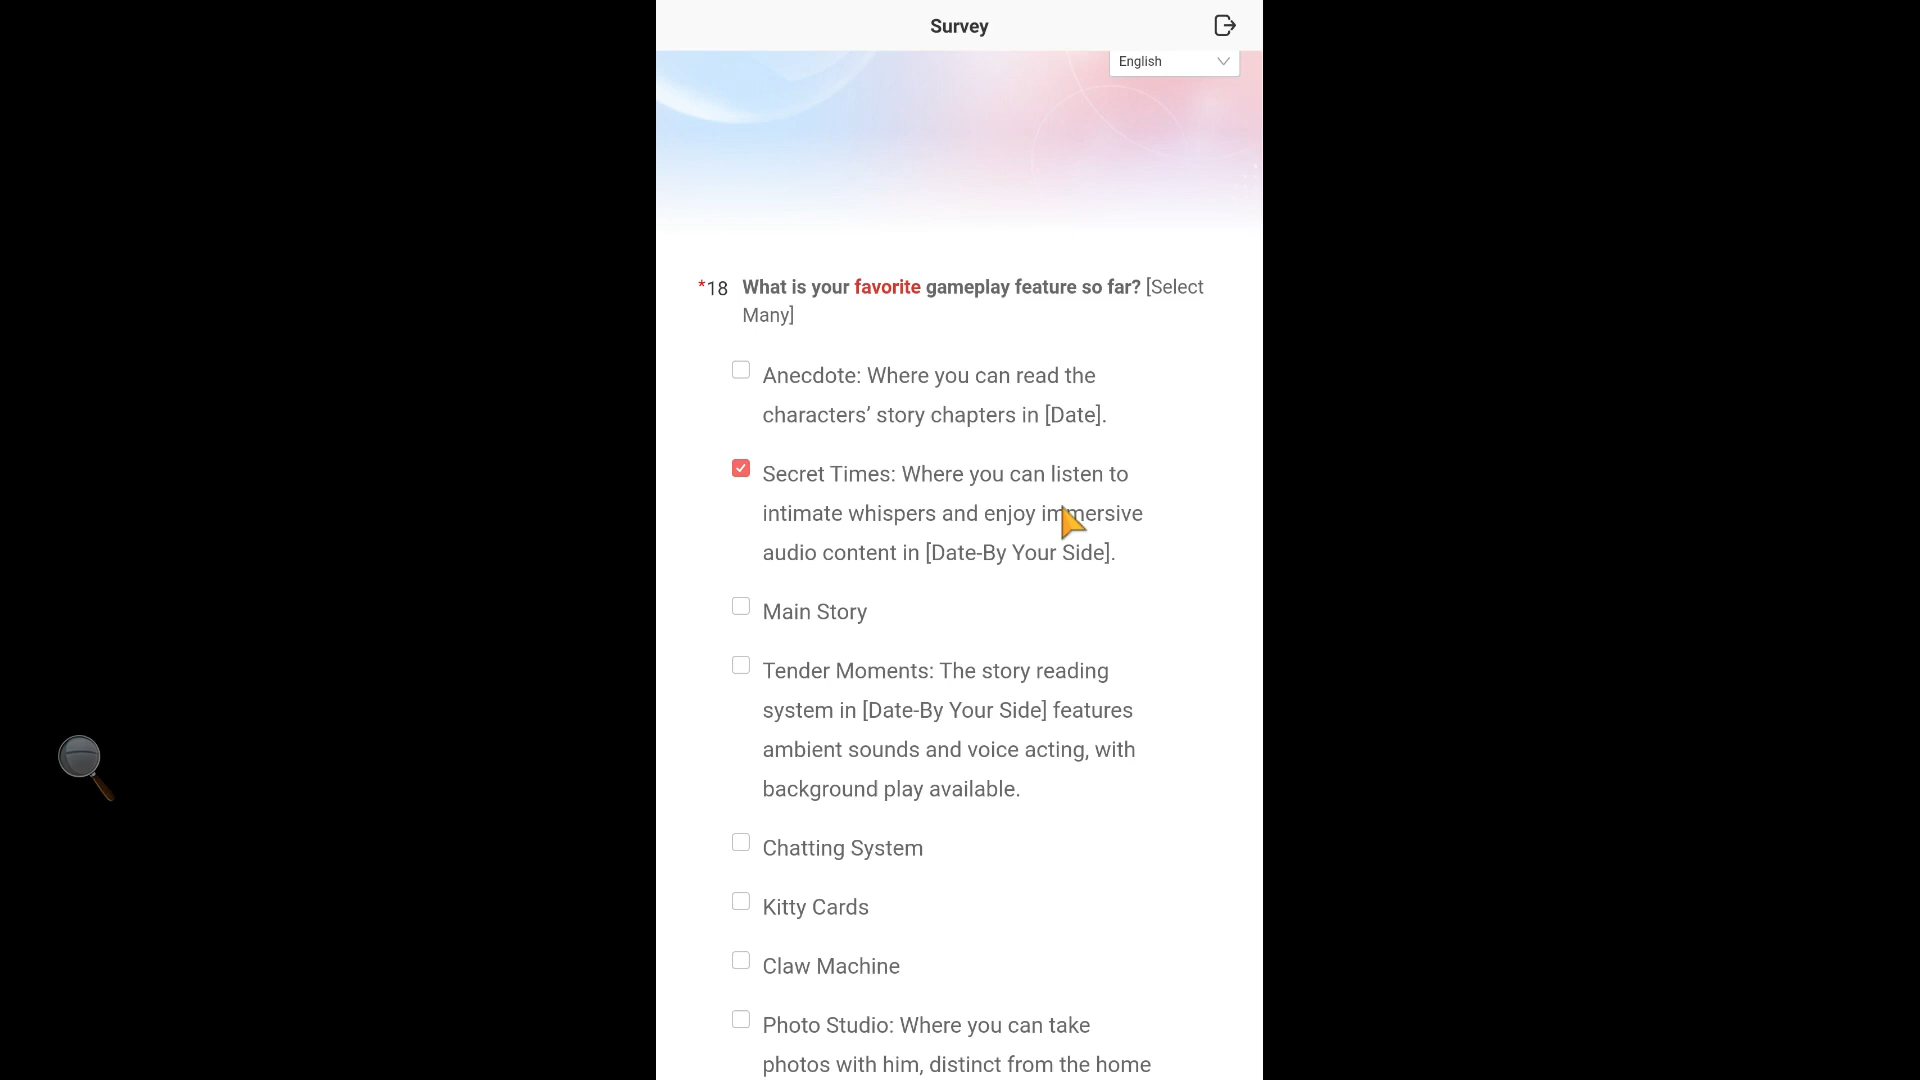 Survey
English
*18 What is your favorite gameplay feature so far? [Select
Many]
Anecdote: Where you can read the
characters’ story chapters in [Date].
Secret Times: Where you can listen to
intimate whispers and enjoy immersive
audio content in [Date-By Your Side].
Main Story
Tender Moments: The story reading
system in [Date-By Your Side] features
ambient sounds and voice acting, with
background play available.
Chatting System
Kitty Cards
Claw Machine
Photo Studio: Where you can take
photos with him, distinct from the home